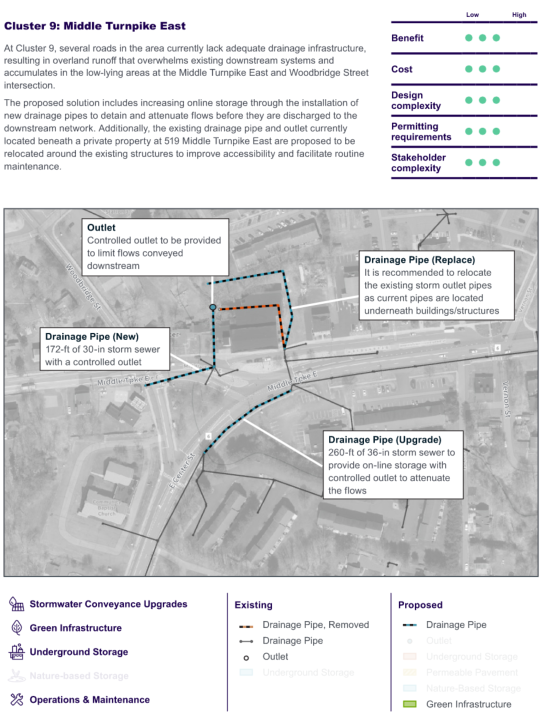 Low High
Cluster 9: Middle Turnpike East
Benefit
At Cluster 9, several roads in the area currently lack adequate drainage infrastructure,
resulting in overland runoff that overwhelms existing downstream systems and
accumulates in the low-lying areas at the Middle Turnpike East and Woodbridge Street
intersection.
The proposed solution includes increasing online storage through the installation of
new drainage pipes to detain and attenuate flows before they are discharged to the
downstream network. Additionally, the existing drainage pipe and outlet currently
located beneath a private property at 519 Middle Turnpike East are proposed to be
relocated around the existing structures to improve accessibility and facilitate routine
maintenance.
Cost
Design
complexity
Permitting
requirements
Stakeholder
complexity
Outlet
Controlled outlet to be provided
to limit flows conveyed
downstream
Woodbridge St
Drainage Pipe (Replace)
It is recommended to relocate
the existing storm outlet pipes
as current pipes are located
underneath buildings/structures
Drainage Pipe (New)
172-ft of 30-in storm sewer
with a controlled outlet
Middle Tpke E
Middle Tpke E
Vernon St
E Center St
Church
Drainage Pipe (Upgrade)
260-ft of 36-in storm sewer to
provide on-line storage with
controlled outlet to attenuate
the flows
Stormwater Conveyance Upgrades
Green Infrastructure
Underground Storage
Nature-based Storage
Operations & Maintenance
Existing
Drainage Pipe, Removed
Drainage Pipe
Outlet
Underground Storage
Proposed
Drainage Pipe
Outlet
Underground Storage
Permeable Pavement
Nature-Based Storage
Green Infrastructure